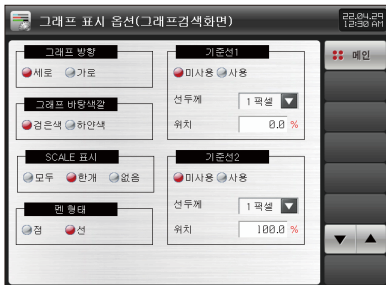 그래프 표시 옵션(그래프검색화면)
22.04.29
12:30 AM
메인
그래프 방향
세로 가로
그래프 바탕색깔
검은색 하얀색
SCALE 표시
모두 한개 없음
펜 형태
점 선
기준선1
미사용 사용
선두께 1 픽셀
위치 0.0 %
기준선2
미사용 사용
선두께 1 픽셀
위치 100.0 %